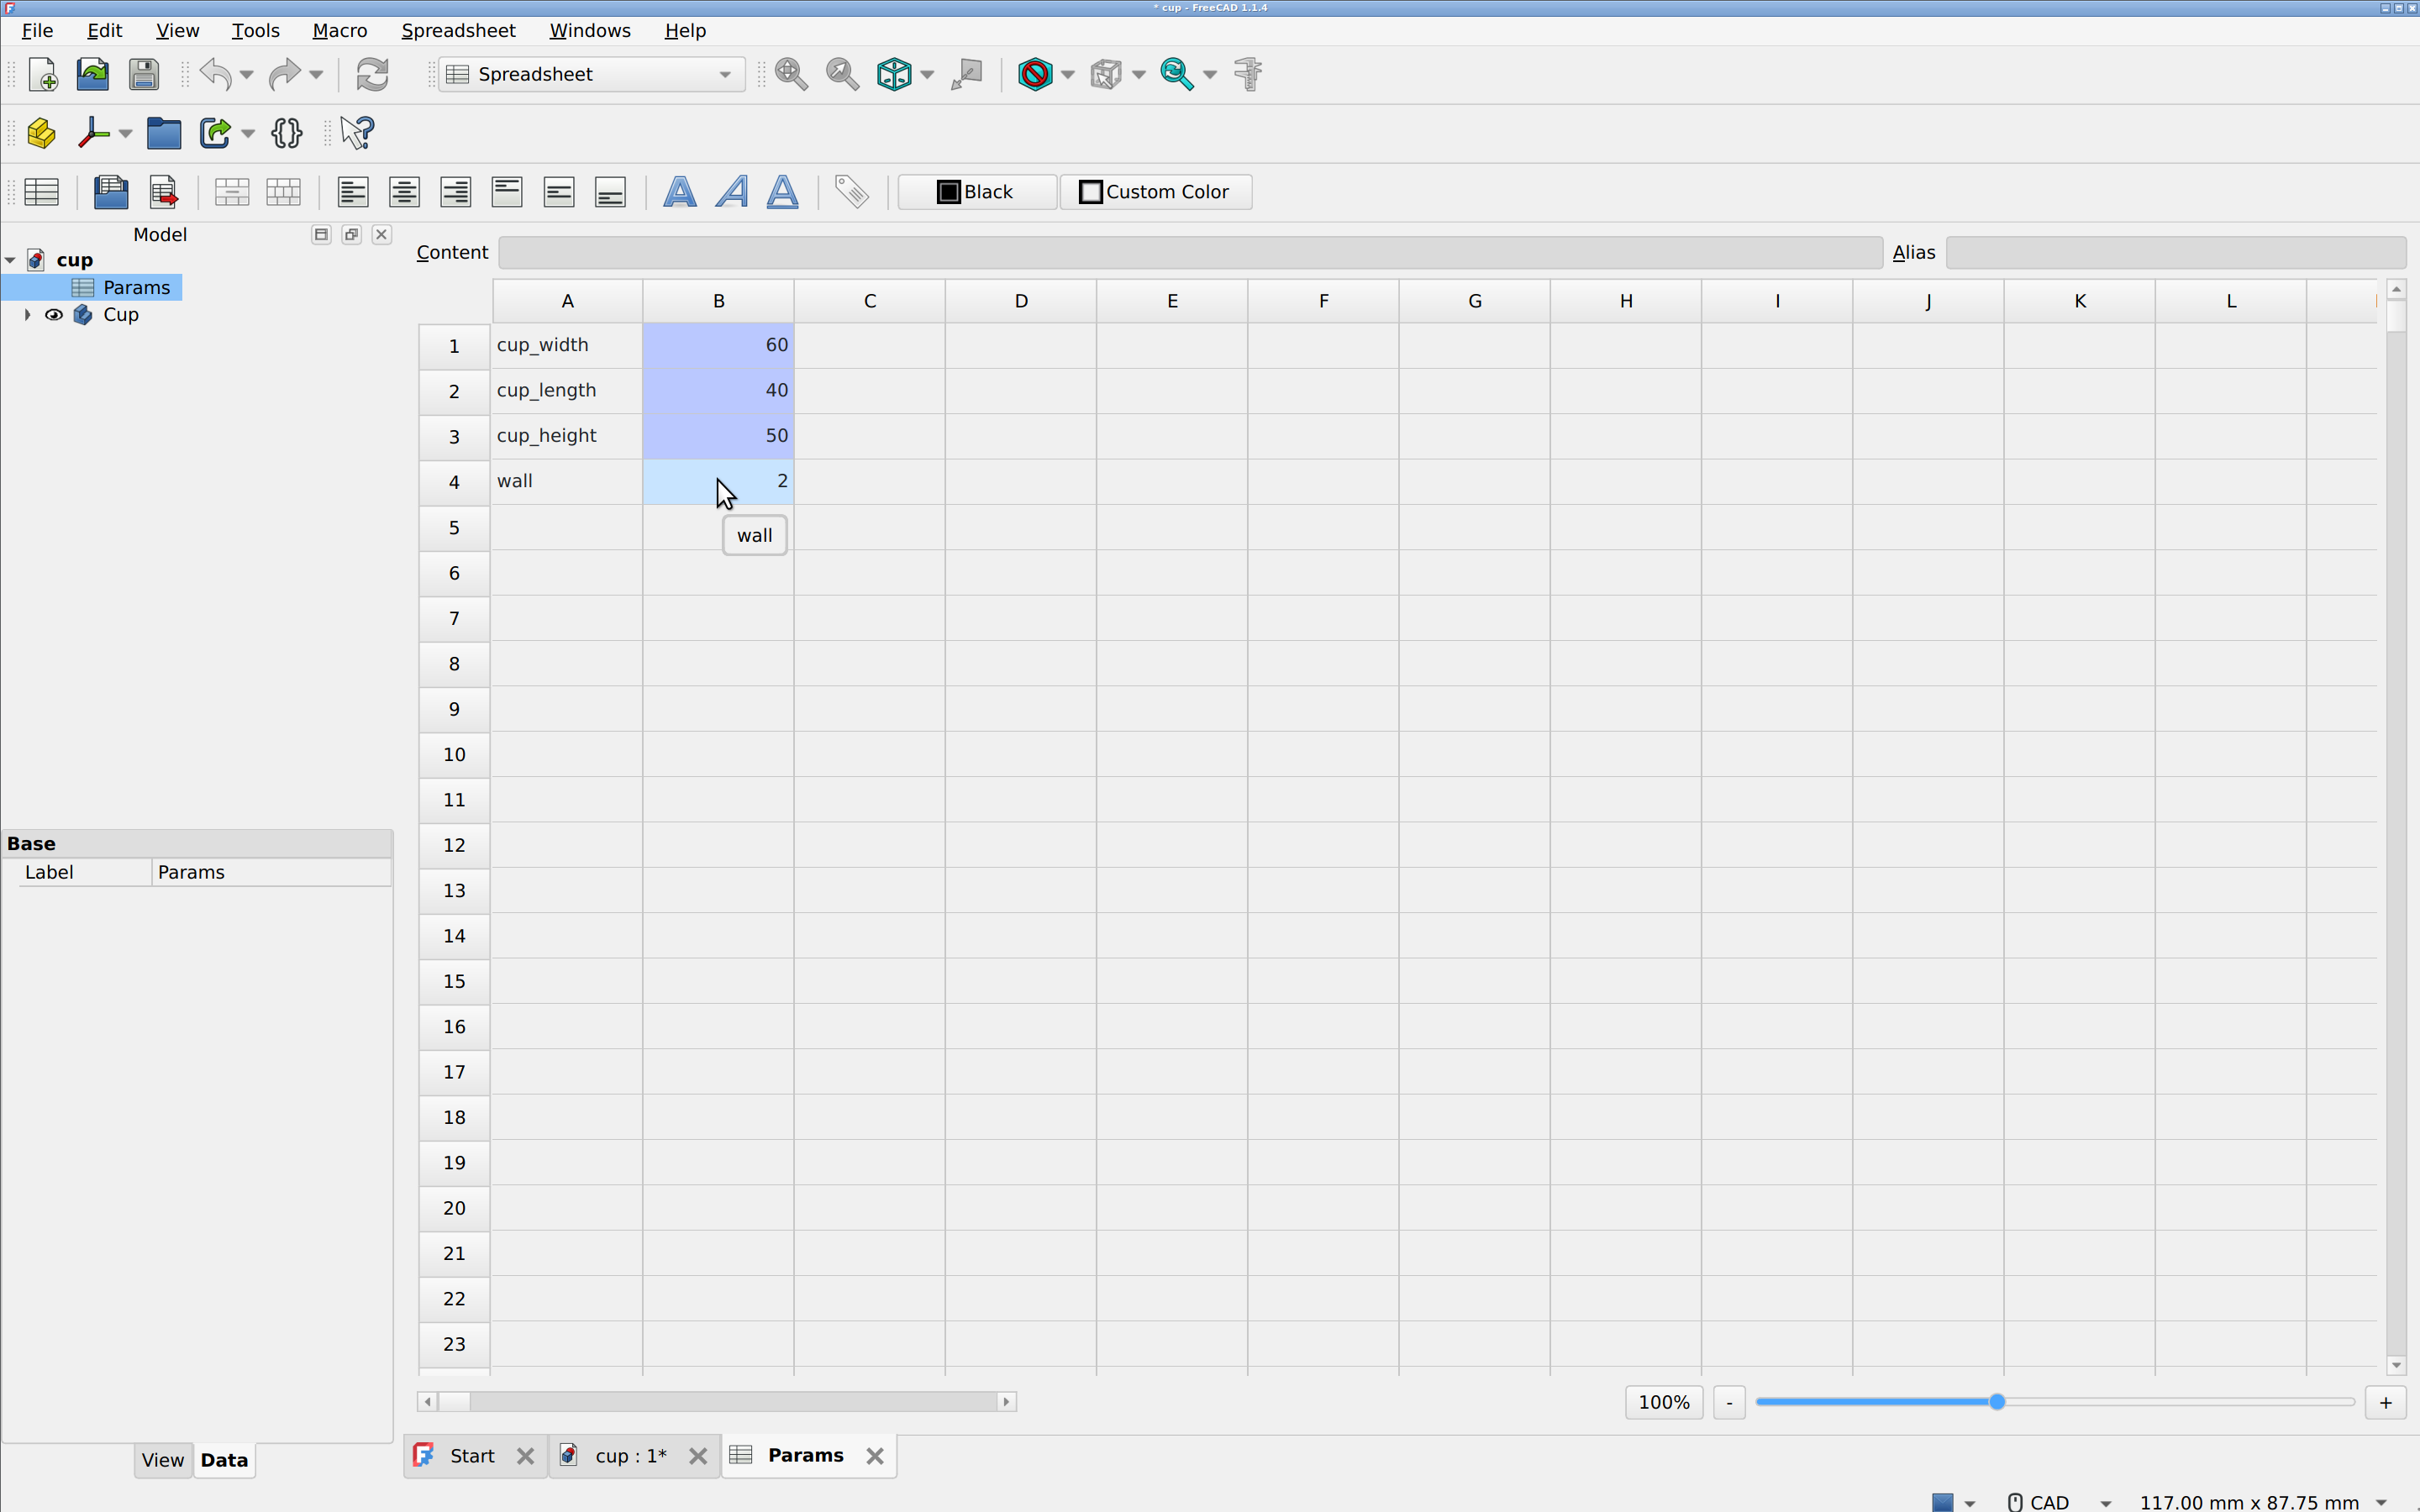 * cup - FreeCAD 1.1.4
File Edit View Tools Macro Spreadsheet Windows Help
Spreadsheet
Black Custom Color
Model
cup
Params
Cup
Content Alias
A B C D E F G H I J K L
1 cup_width 60
2 cup_length 40
3 cup_height 50
4 wall 2
5
wall
6
7
8
9
10
11
12
13
14
15
16
17
18
19
20
21
22
23
Base
Label Params
100% - +
View Data
Start cup : 1* Params
CAD 117.00 mm x 87.75 mm